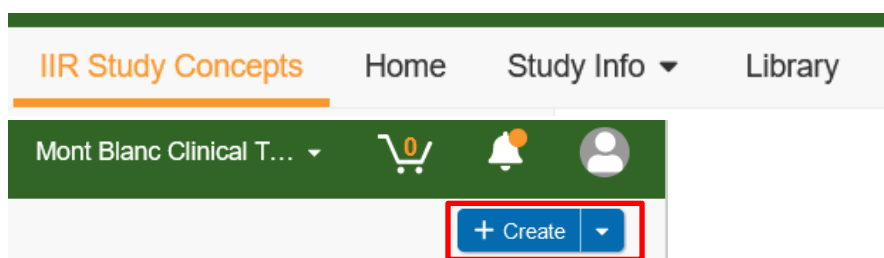 IIR Study Concepts Home Study Info Library
Mont Blanc Clinical T... 0
+ Create